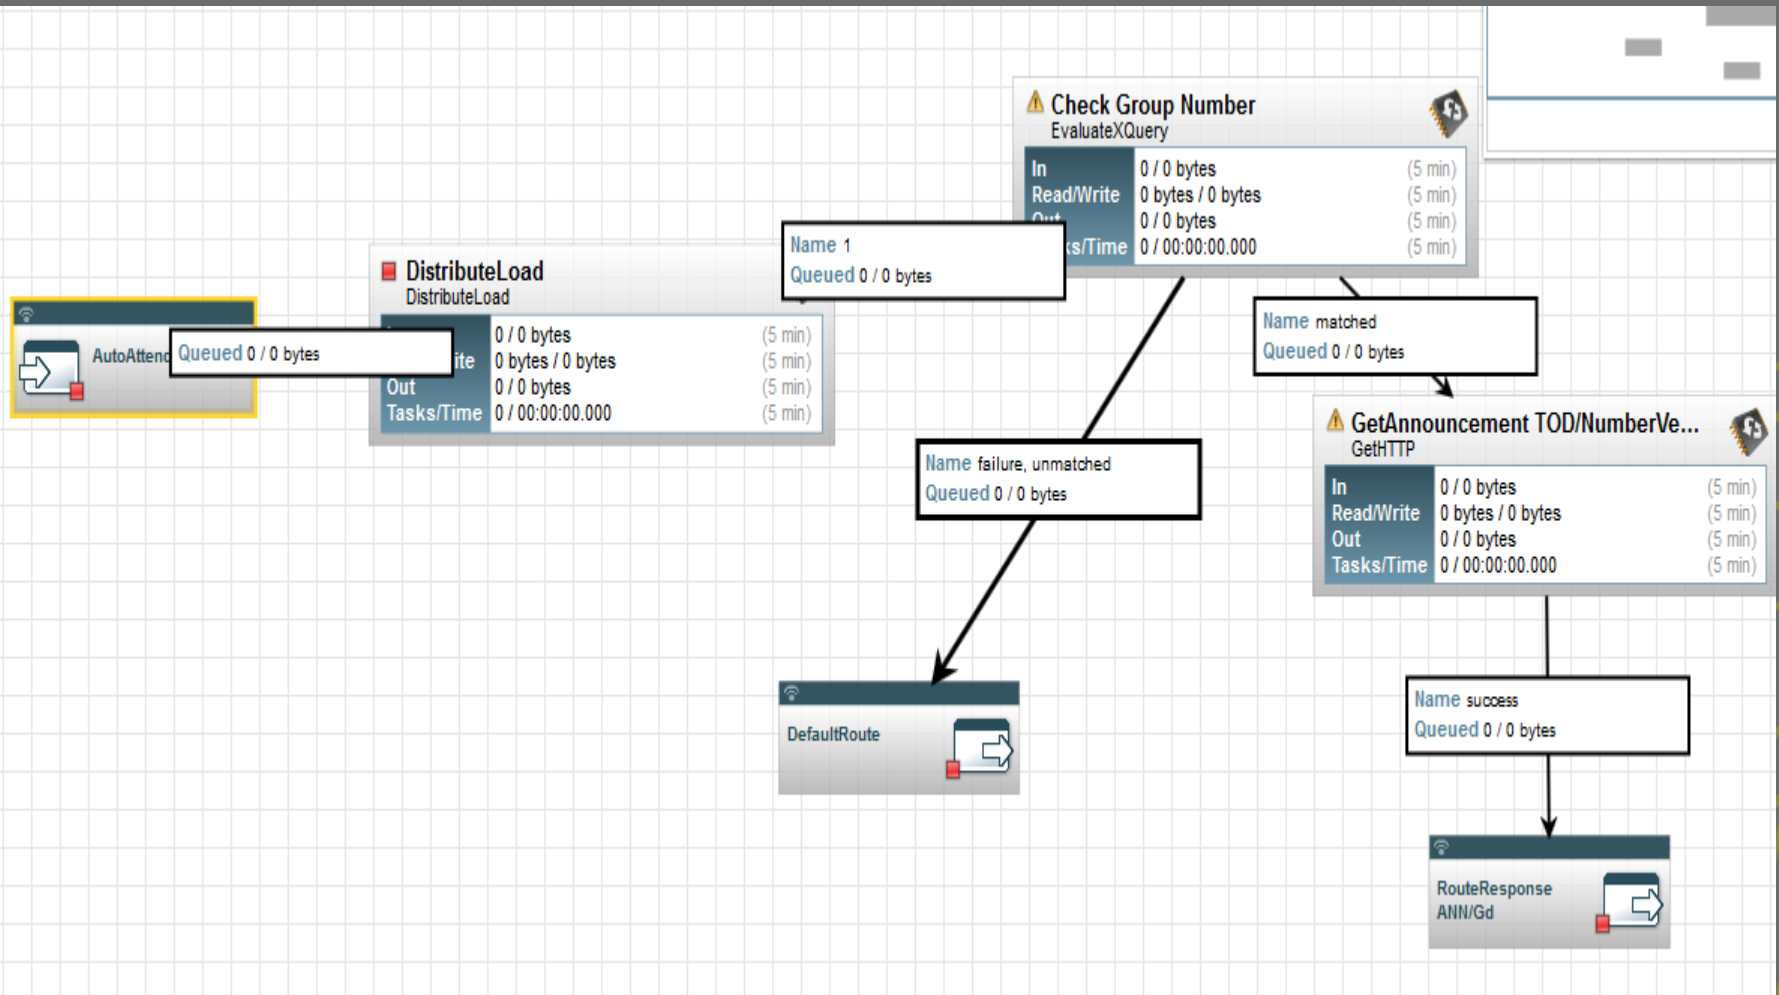 Check Group Number
EvaluateXQuery
In 0 / 0 bytes (5 min)
Read/Write 0 bytes / 0 bytes (5 min)
Out 0 / 0 bytes (5 min)
ks/Time 0 / 00:00:00.000 (5 min)
Name 1
Queued 0 / 0 bytes
DistributeLoad
DistributeLoad
0 / 0 bytes (5 min)
ite 0 bytes / 0 bytes (5 min)
Out 0 / 0 bytes (5 min)
Tasks/Time 0 / 00:00:00.000 (5 min)
AutoAttend
Queued 0 / 0 bytes
Name matched
Queued 0 / 0 bytes
Name failure, unmatched
Queued 0 / 0 bytes
GetAnnouncement TOD/NumberVe...
GetHTTP
In 0 / 0 bytes (5 min)
Read/Write 0 bytes / 0 bytes (5 min)
Out 0 / 0 bytes (5 min)
Tasks/Time 0 / 00:00:00.000 (5 min)
DefaultRoute
Name success
Queued 0 / 0 bytes
RouteResponse
ANN/Gd